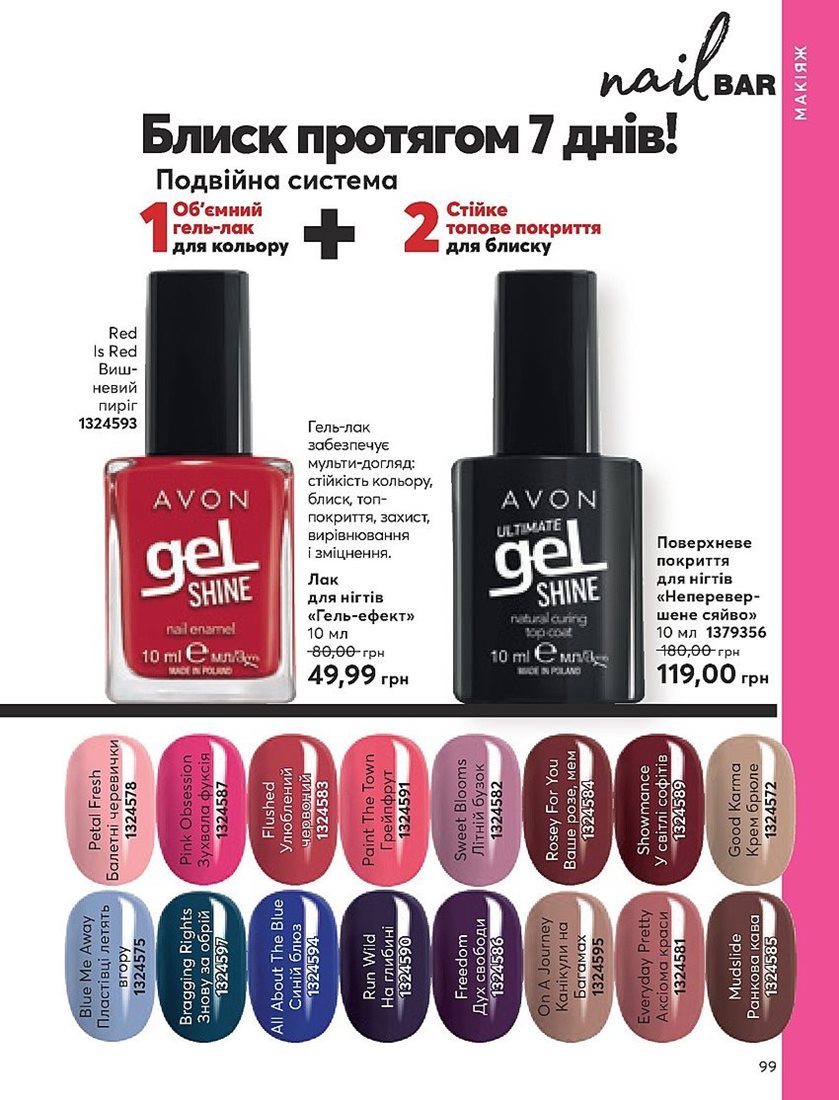 nail BAR
МАКІЯЖ
Блиск протягом 7 днів!
Подвійна система
1 Об’ємний
гель-лак
для кольору
+
2 Стійке
топове покриття
для блиску
Red
Is Red
Виш-
невий
пиріг
1324593
AVON
gel
SHINE
nail enamel
10 ml e мл/Зел
MADE IN POLAND
Гель-лак
забезпечує
мульти-догляд:
стійкість кольору,
блиск, топ-
покриття, захист,
вирівнювання
і зміцнення.
Лак
для нігтів
«Гель-ефект»
10 мл
80,00 грн
49,99 грн
AVON
ULTIMATE
gel
SHINE
natural curing
top coat
10 ml e мл/Зел
MADE IN POLAND
Поверхневе
покриття
для нігтів
«Неперевер-
шене сяйво»
10 мл 1379356
180,00 грн
119,00 грн
Petal Fresh
Балетні черевички
1324578
Pink Obsession
Зухвала фуксія
1324587
Flushed
Улюблений
червоний
1324583
Paint The Town
Грейпфрут
1324591
Sweet Blooms
Літній бузок
1324582
Rosey For You
Ваше розе, мем
1324584
Showmance
У світлі софітів
1324589
Good Karma
Крем брюле
1324572
Blue Me Away
Пластівці летять
вгору
1324575
Bragging Rights
Знову за обрій
1324597
All About The Blue
Синій блюз
1324594
Run Wild
На глибині
1324590
Freedom
Дух свободи
1324586
On A Journey
Канікули на
Багамах
1324595
Everyday Pretty
Аксіома краси
1324581
Mudslide
Ранкова кава
1324585
99